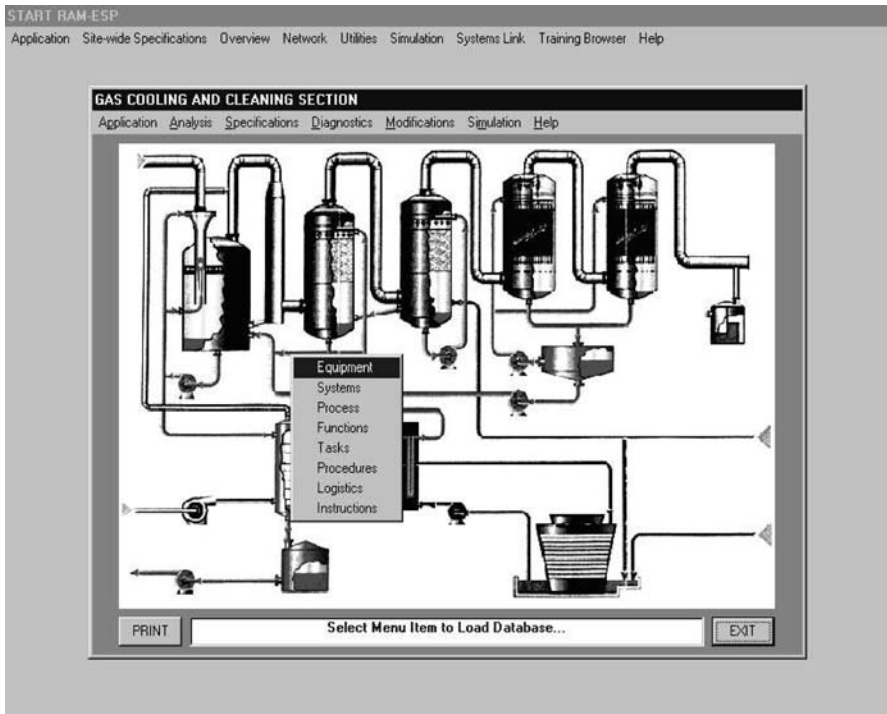 START RAM-ESP
Application Site-wide Specifications Overview Network Utilities Simulation Systems Link Training Browser Help
GAS COOLING AND CLEANING SECTION
Application Analysis Specifications Diagnostics Modifications Simulation Help
Equipment
Systems
Process
Functions
Tasks
Procedures
Logistics
Instructions
PRINT Select Menu Item to Load Database... EXIT